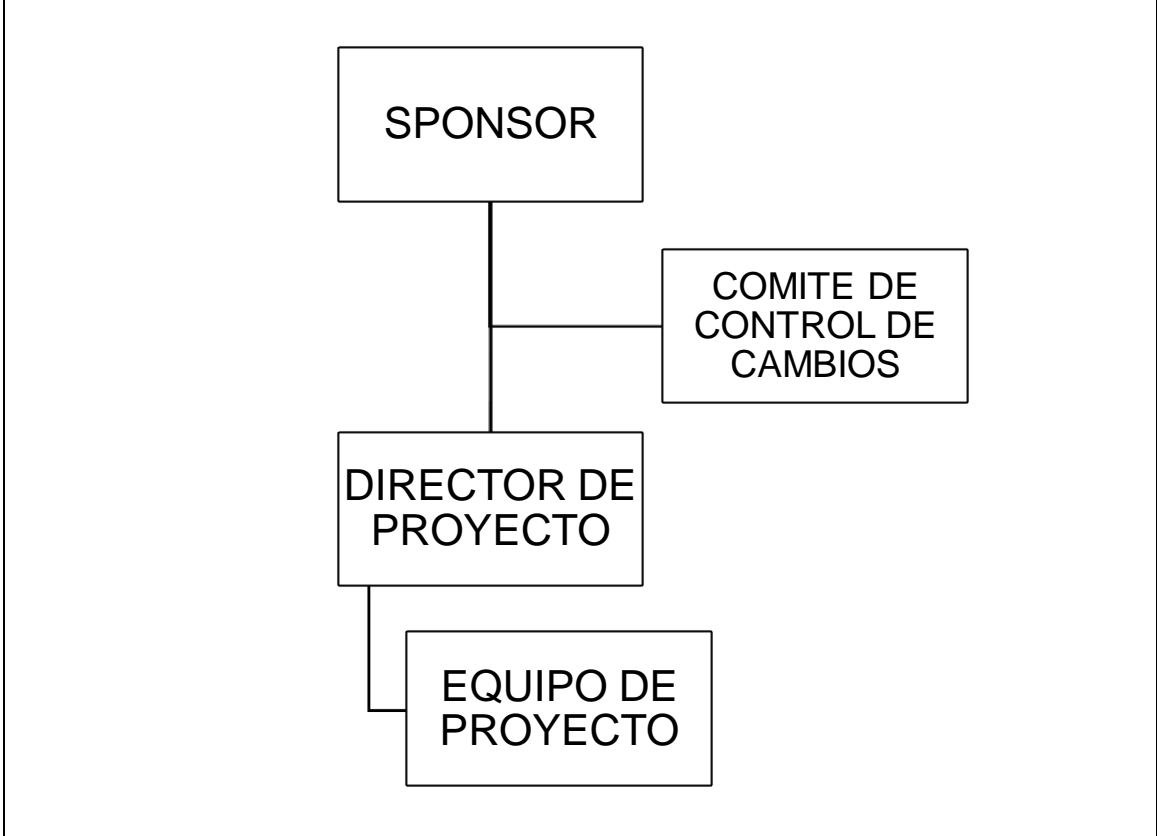 SPONSOR
COMITE DE
CONTROL DE
CAMBIOS
DIRECTOR DE
PROYECTO
EQUIPO DE
PROYECTO